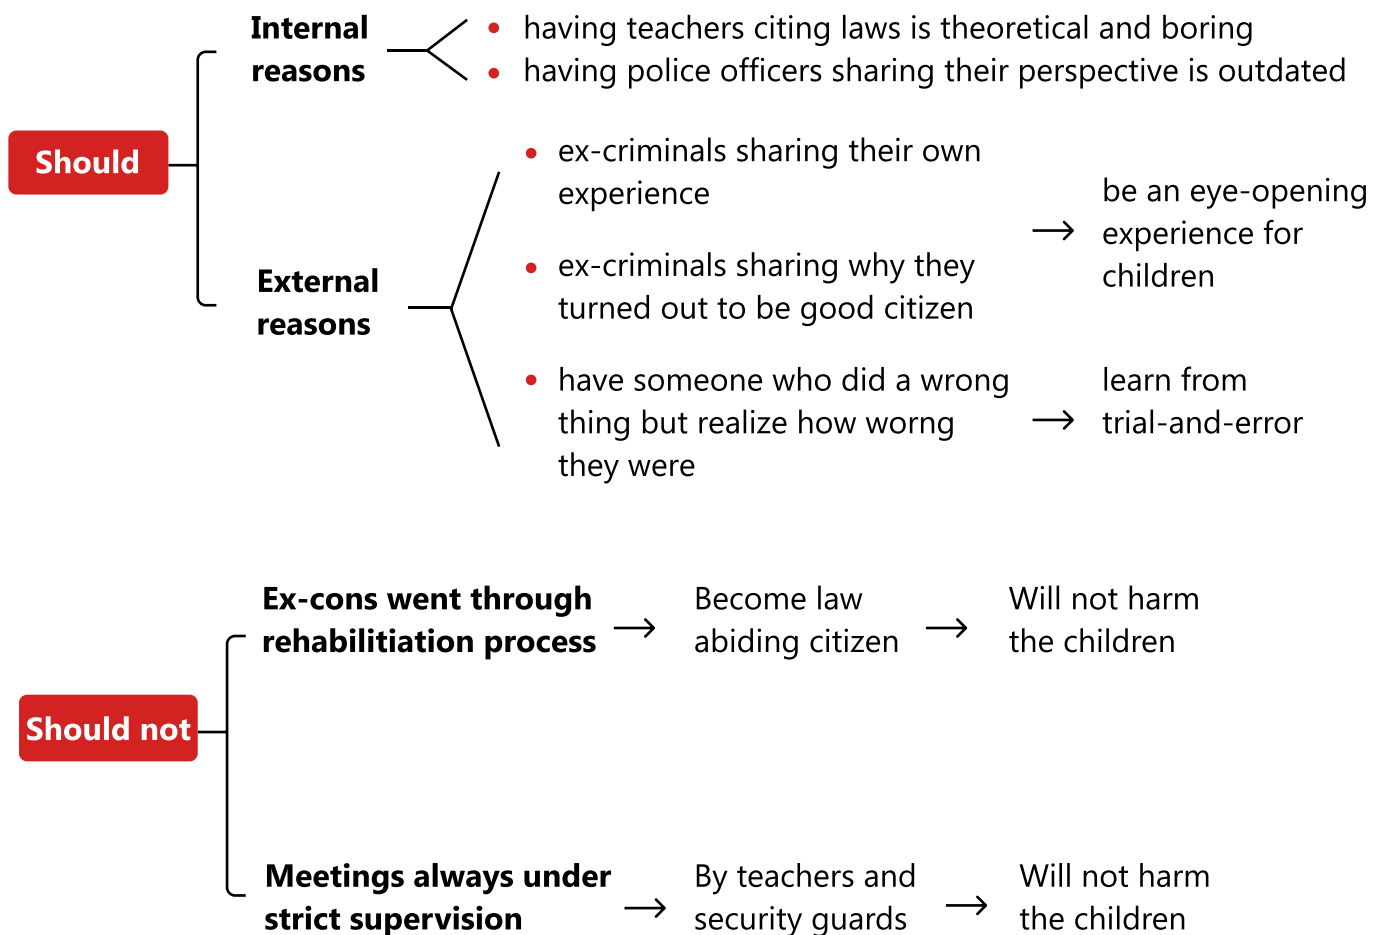 Internal
reasons
having teachers citing laws is theoretical and boring
having police officers sharing their perspective is outdated
Should
External
reasons
ex-criminals sharing their own
experience
ex-criminals sharing why they
turned out to be good citizen
be an eye-opening
experience for
children
have someone who did a wrong
thing but realize how worng
they were
learn from
trial-and-error
Should not
Ex-cons went through
rehabilitiation process
Become law
abiding citizen
Will not harm
the children
Meetings always under
strict supervision
By teachers and
security guards
Will not harm
the children